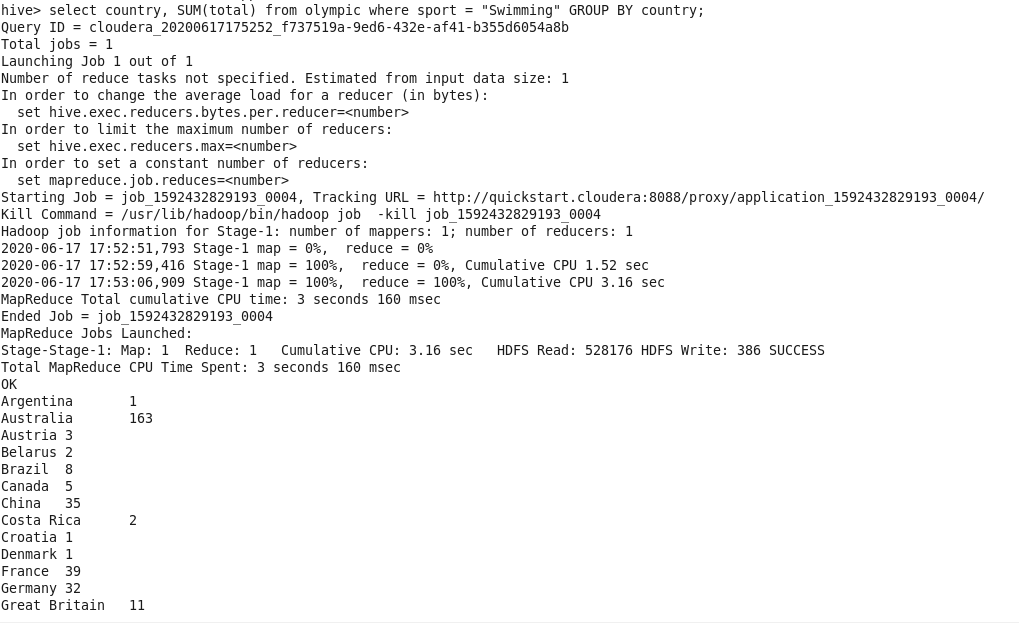 hive> select country, SUM(total) from olympic where sport = "Swimming" GROUP BY country;
Query ID = cloudera_20200617175252_f737519a-9ed6-432e-af41-b355d6054a8b
Total jobs = 1
Launching Job 1 out of 1
Number of reduce tasks not specified. Estimated from input data size: 1
In order to change the average load for a reducer (in bytes):
  set hive.exec.reducers.bytes.per.reducer=<number>
In order to limit the maximum number of reducers:
  set hive.exec.reducers.max=<number>
In order to set a constant number of reducers:
  set mapreduce.job.reduces=<number>
Starting Job = job_1592432829193_0004, Tracking URL = http://quickstart.cloudera:8088/proxy/application_1592432829193_0004/
Kill Command = /usr/lib/hadoop/bin/hadoop job  -kill job_1592432829193_0004
Hadoop job information for Stage-1: number of mappers: 1; number of reducers: 1
2020-06-17 17:52:51,793 Stage-1 map = 0%,  reduce = 0%
2020-06-17 17:52:59,416 Stage-1 map = 100%,  reduce = 0%, Cumulative CPU 1.52 sec
2020-06-17 17:53:06,909 Stage-1 map = 100%,  reduce = 100%, Cumulative CPU 3.16 sec
MapReduce Total cumulative CPU time: 3 seconds 160 msec
Ended Job = job_1592432829193_0004
MapReduce Jobs Launched:
Stage-Stage-1: Map: 1  Reduce: 1   Cumulative CPU: 3.16 sec   HDFS Read: 528176 HDFS Write: 386 SUCCESS
Total MapReduce CPU Time Spent: 3 seconds 160 msec
OK
Argentina       1
Australia       163
Austria 3
Belarus 2
Brazil  8
Canada  5
China   35
Costa Rica      2
Croatia 1
Denmark 1
France  39
Germany 32
Great Britain   11